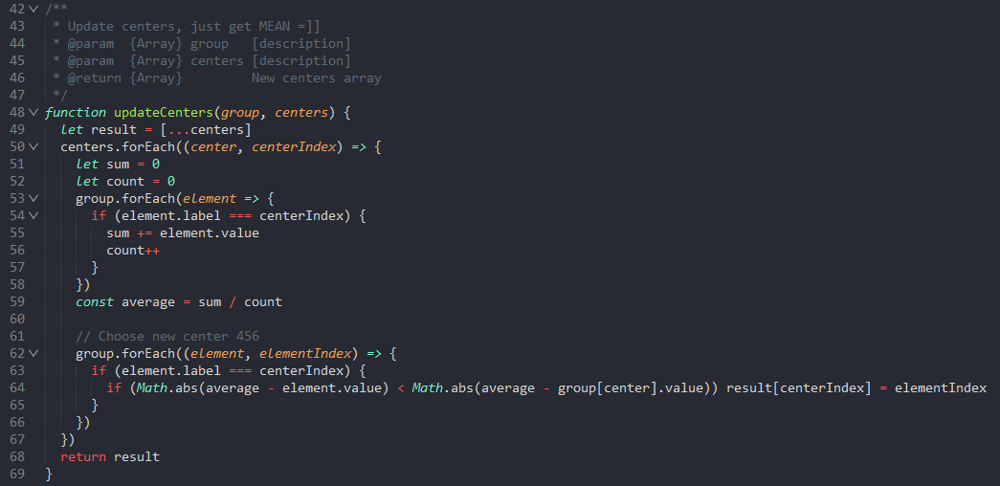 42 /**
43  * Update centers, just get MEAN =]]
44  * @param  {Array} group   [description]
45  * @param  {Array} centers [description]
46  * @return {Array}         New centers array
47  */
48 function updateCenters(group, centers) {
49   let result = [...centers]
50   centers.forEach((center, centerIndex) => {
51     let sum = 0
52     let count = 0
53     group.forEach(element => {
54       if (element.label === centerIndex) {
55         sum += element.value
56         count++
57       }
58     })
59     const average = sum / count
60
61     // Choose new center 456
62     group.forEach((element, elementIndex) => {
63       if (element.label === centerIndex) {
64         if (Math.abs(average - element.value) < Math.abs(average - group[center].value)) result[centerIndex] = elementIndex
65       }
66     })
67   })
68   return result
69 }